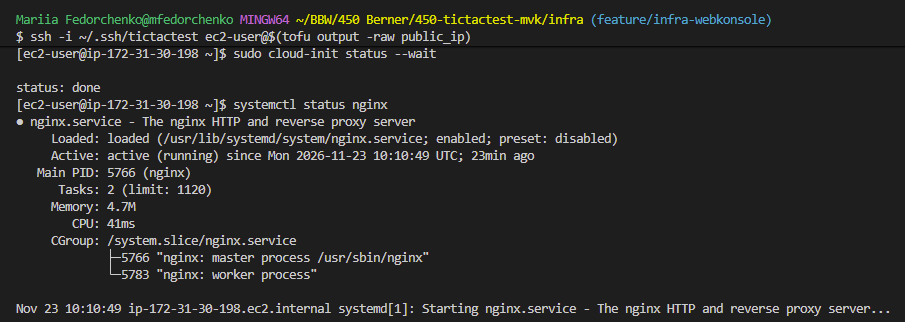 Mariia Fedorchenko@mfedorchenko MINGW64 ~/BBW/450 Berner/450-tictactest-mvk/infra (feature/infra-webkonsole)
$ ssh -i ~/.ssh/tictactest ec2-user@$(tofu output -raw public_ip)
[ec2-user@ip-172-31-30-198 ~]$ sudo cloud-init status --wait

status: done
[ec2-user@ip-172-31-30-198 ~]$ systemctl status nginx
● nginx.service - The nginx HTTP and reverse proxy server
     Loaded: loaded (/usr/lib/systemd/system/nginx.service; enabled; preset: disabled)
     Active: active (running) since Mon 2026-11-23 10:10:49 UTC; 23min ago
   Main PID: 5766 (nginx)
      Tasks: 2 (limit: 1120)
     Memory: 4.7M
        CPU: 41ms
     CGroup: /system.slice/nginx.service
             ├─5766 "nginx: master process /usr/sbin/nginx"
             └─5783 "nginx: worker process"

Nov 23 10:10:49 ip-172-31-30-198.ec2.internal systemd[1]: Starting nginx.service - The nginx HTTP and reverse proxy server...